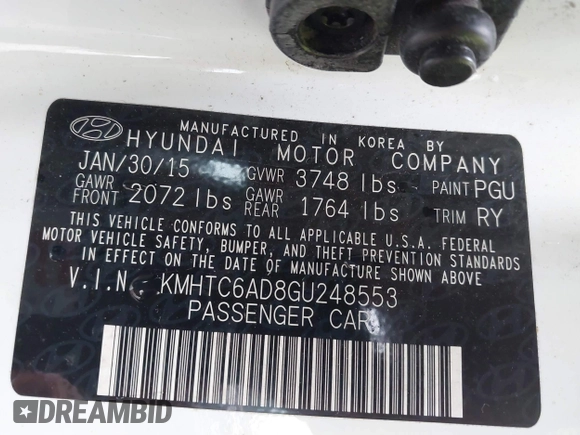 MANUFACTURED IN KOREA BY
HYUNDAI MOTOR COMPANY
JAN/30/15 GVWR 3748 lbs PAINT PGU
GAWR FRONT 2072 lbs GAWR REAR 1764 lbs TRIM RY
THIS VEHICLE CONFORMS TO ALL APPLICABLE U.S.A. FEDERAL
MOTOR VEHICLE SAFETY, BUMPER, AND THEFT PREVENTION STANDARDS
IN EFFECT ON THE DATE OF MANUFACTURE SHOWN ABOVE
V.I.N. KMHTC6AD8GU248553
PASSENGER CAR
DREAMBID